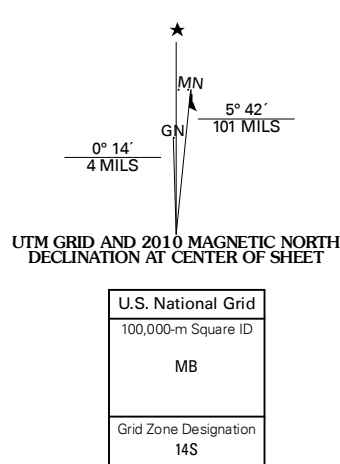 MN
5° 42´
101 MILS
GN
0° 14´
4 MILS
UTM GRID AND 2010 MAGNETIC NORTH
DECLINATION AT CENTER OF SHEET
U.S. National Grid
100,000-m Square ID
MB
Grid Zone Designation
14S